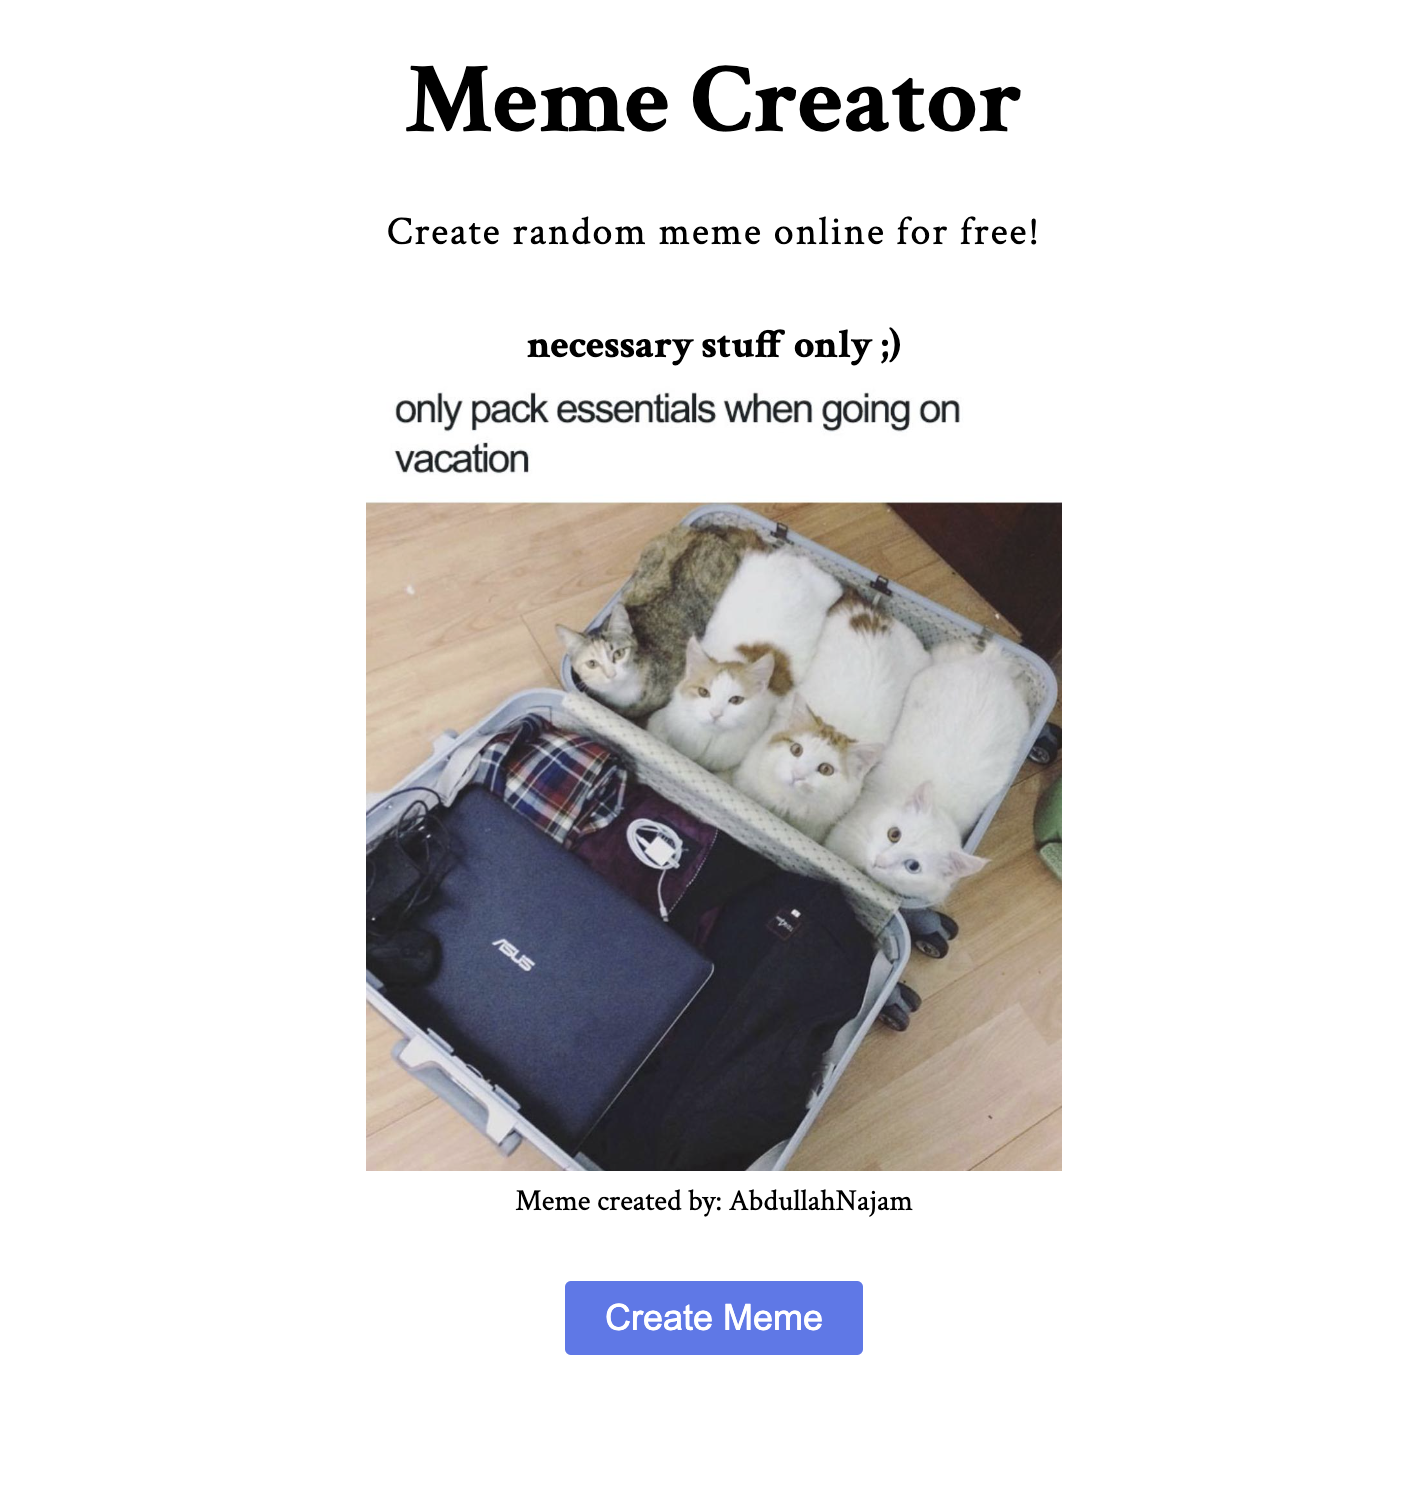 Meme Creator
Create random meme online for free!
necessary stuff only ;)
only pack essentials when going on
vacation
ASUS
Meme created by: AbdullahNajam
Create Meme